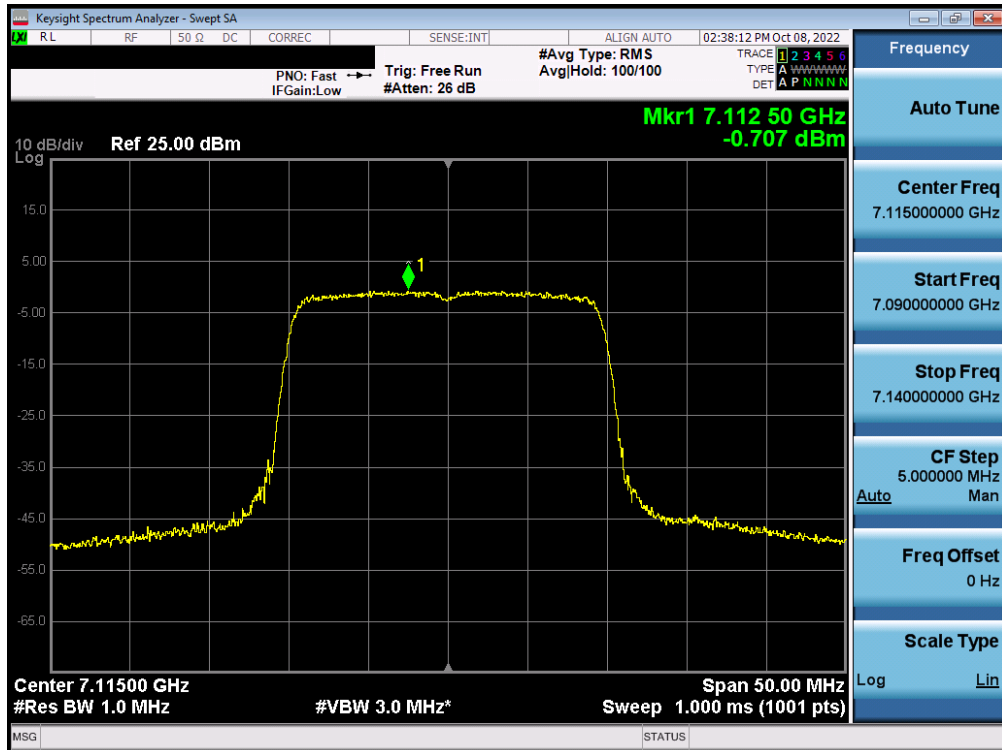 Keysight Spectrum Analyzer - Swept SA
LXI RL RF 50 Ω DC CORREC SENSE:INT ALIGN AUTO 02:38:12 PM Oct 08, 2022
PNO: Fast Trig: Free Run #Avg Type: RMS TRACE 1 2 3 4 5 6
IFGain:Low #Atten: 26 dB Avg|Hold: 100/100 TYPE A WWWWW
DET A P N N N N
Mkr1 7.112 50 GHz
-0.707 dBm
10 dB/div Ref 25.00 dBm
Log
15.0
5.00
1
-5.00
-15.0
-25.0
-35.0
-45.0
-55.0
-65.0
Center 7.11500 GHz Span 50.00 MHz
#Res BW 1.0 MHz #VBW 3.0 MHz* Sweep 1.000 ms (1001 pts)
MSG STATUS
Frequency
Auto Tune
Center Freq
7.115000000 GHz
Start Freq
7.090000000 GHz
Stop Freq
7.140000000 GHz
CF Step
5.000000 MHz
Auto Man
Freq Offset
0 Hz
Scale Type
Log Lin